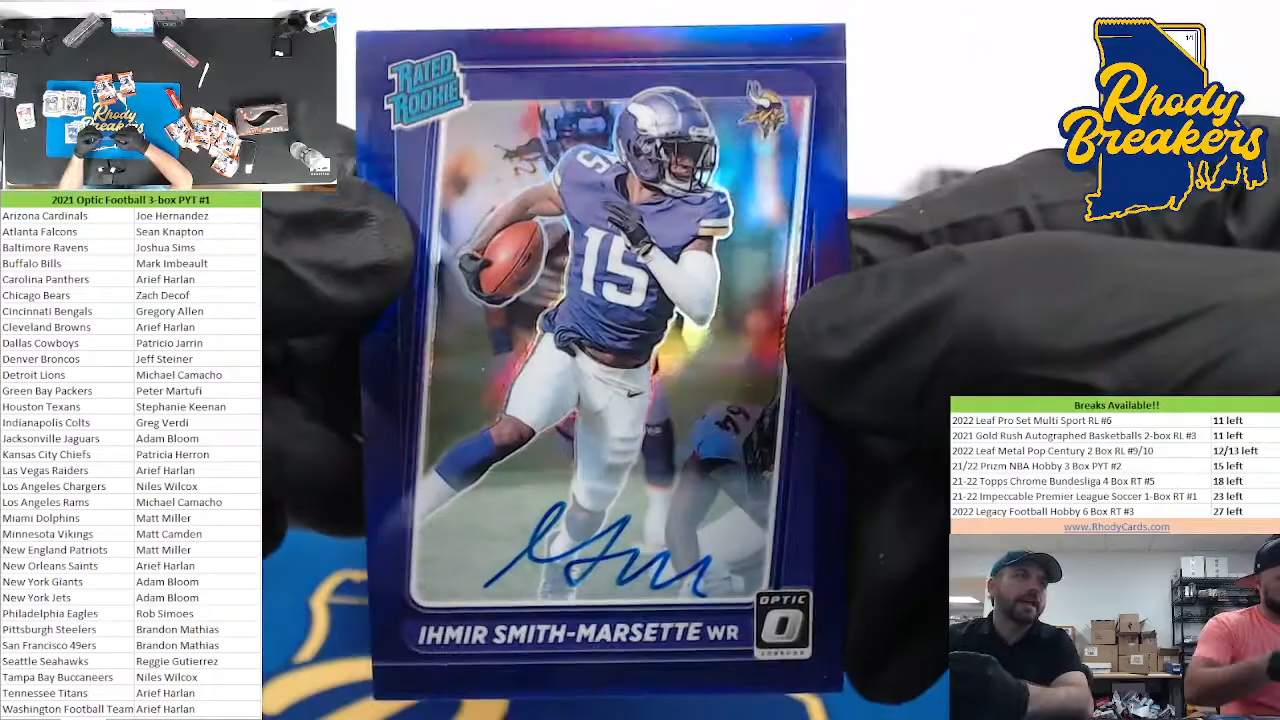 RATED
ROOKIE
15
15
IHMIR SMITH-MARSETTE WR
OPTIC
Rhody
Breakers
1/1
Rhody
Breakers
2021 Optic Football 3-box PYT #1
Arizona Cardinals Joe Hernandez
Atlanta Falcons Sean Knapton
Baltimore Ravens Joshua Sims
Buffalo Bills Mark Imbeault
Carolina Panthers Arief Harlan
Chicago Bears Zach Decof
Cincinnati Bengals Gregory Allen
Cleveland Browns Arief Harlan
Dallas Cowboys Patricio Jarrin
Denver Broncos Jeff Steiner
Detroit Lions Michael Camacho
Green Bay Packers Peter Martufi
Houston Texans Stephanie Keenan
Indianapolis Colts Greg Verdi
Jacksonville Jaguars Adam Bloom
Kansas City Chiefs Patricia Herron
Las Vegas Raiders Arief Harlan
Los Angeles Chargers Niles Wilcox
Los Angeles Rams Michael Camacho
Miami Dolphins Matt Miller
Minnesota Vikings Matt Camden
New England Patriots Matt Miller
New Orleans Saints Arief Harlan
New York Giants Adam Bloom
New York Jets Adam Bloom
Philadelphia Eagles Rob Simoes
Pittsburgh Steelers Brandon Mathias
San Francisco 49ers Brandon Mathias
Seattle Seahawks Reggie Gutierrez
Tampa Bay Buccaneers Niles Wilcox
Tennessee Titans Arief Harlan
Washington Football Team Arief Harlan
Breaks Available!!
2022 Leaf Pro Set Multi Sport RL #6 11 left
2021 Gold Rush Autographed Basketballs 2-box RL #3 11 left
2022 Leaf Metal Pop Century 2 Box RL #9/10 12/13 left
21/22 Prizm NBA Hobby 3 Box PYT #2 15 left
21-22 Topps Chrome Bundesliga 4 Box RT #5 18 left
21-22 Impeccable Premier League Soccer 1-Box RT #1 23 left
2022 Legacy Football Hobby 6 Box RT #3 27 left
www.RhodyCards.com